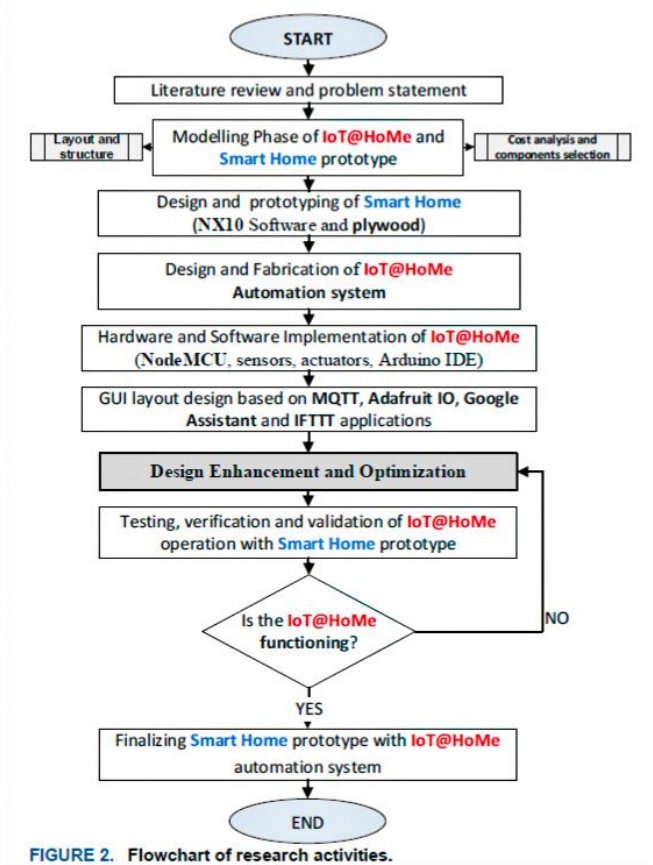 START
Literature review and problem statement
Layout and
structure
Modelling Phase of IoT@HoMe and
Smart Home prototype
Cost analysis and
components selection
Design and prototyping of Smart Home
(NX10 Software and plywood)
Design and Fabrication of IoT@HoMe
Automation system
Hardware and Software Implementation of IoT@HoMe
(NodeMCU, sensors, actuators, Arduino IDE)
GUI layout design based on MQTT, Adafruit IO, Google
Assistant and IFTTT applications
Design Enhancement and Optimization
Testing, verification and validation of IoT@HoMe
operation with Smart Home prototype
Is the IoT@HoMe
functioning?
NO
YES
Finalizing Smart Home prototype with IoT@HoMe
automation system
END
FIGURE 2. Flowchart of research activities.